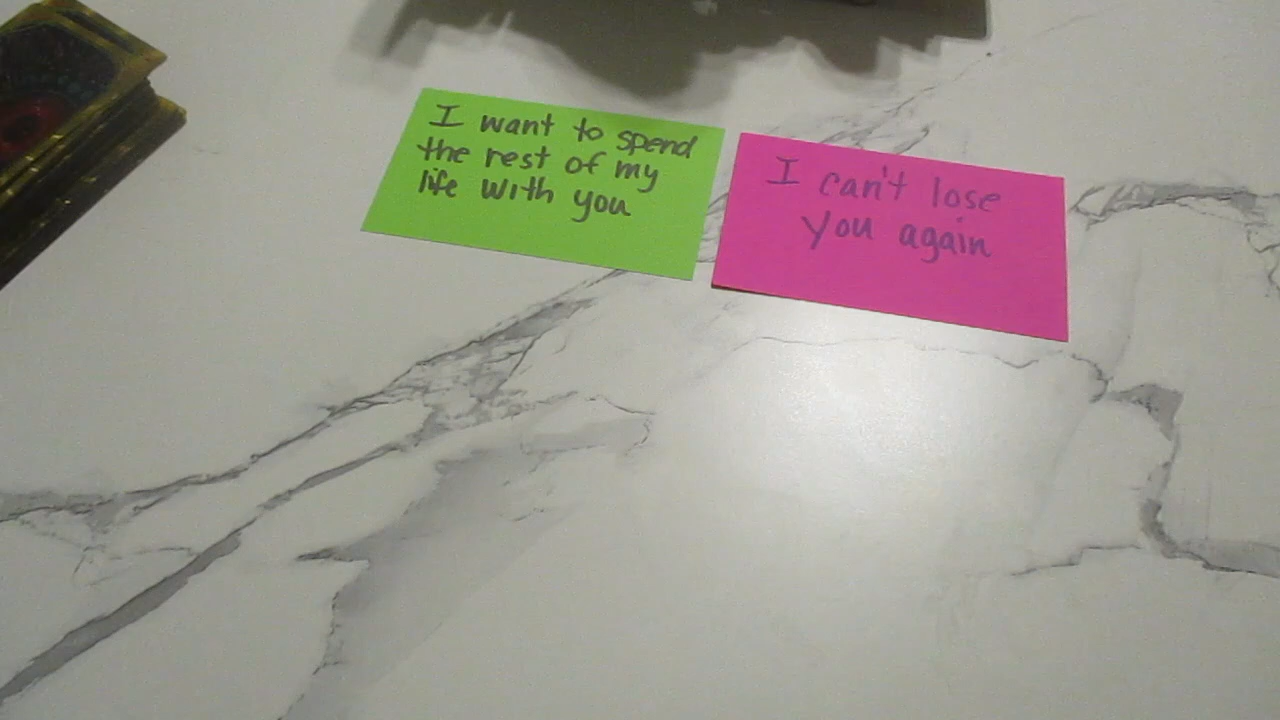 I want to spend
the rest of my
life with you
I can't lose
you again